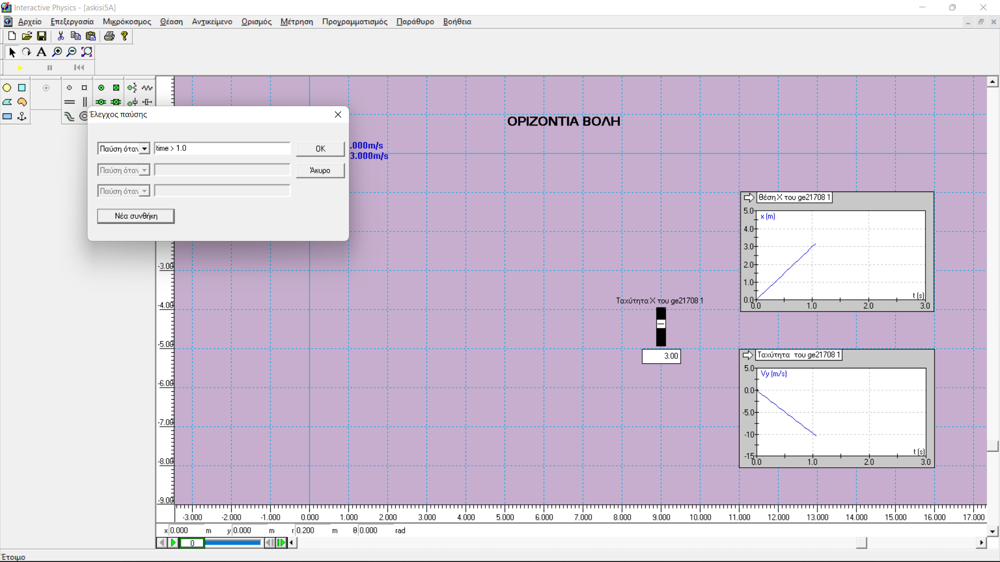 Interactive Physics - [askisi5A]
Αρχείο Επεξεργασία Μικρόκοσμος Θέαση Αντικείμενο Ορισμός Μέτρηση Προγραμματισμός Παράθυρο Βοήθεια
Έλεγχος παύσης
Παύση όταν time > 1.0 OK
Παύση όταν Άκυρο
Παύση όταν
Νέα συνθήκη
ΟΡΙΖΟΝΤΙΑ ΒΟΛΗ
.000m/s
3.000m/s
Θέση X του ge21708 1
x (m)
5.0
4.0
3.0
2.0
1.0
0.0
t (s)
0.0 1.0 2.0 3.0
Ταχύτητα X του ge21708 1
3.00
Ταχύτητα του ge21708 1
Vy (m/s)
5.0
0.0
-5.0
-10
-15
t (s)
0.0 1.0 2.0 3.0
-3.00
-4.00
-5.00
-6.00
-7.00
-8.00
-9.00
-3.000 -2.000 -1.000 0.000 1.000 2.000 3.000 4.000 5.000 6.000 7.000 8.000 9.000 10.000 11.000 12.000 13.000 14.000 15.000 16.000 17.000
x 0.000 m y 0.000 m r 0.200 m θ 0.000 rad
0
Έτοιμο